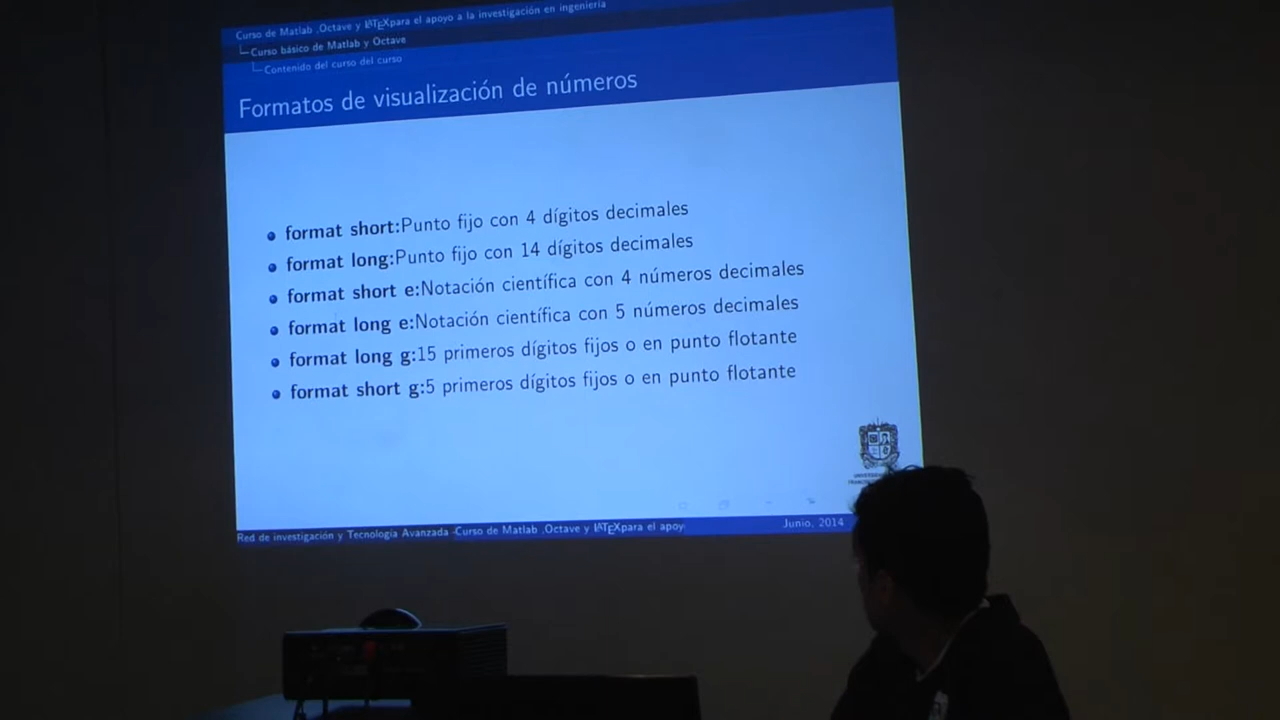 Curso de Matlab ,Octave y LATEXpara el apoyo a la investigación en ingeniería
Curso básico de Matlab y Octave
Contenido del curso del curso
Formatos de visualización de números
format short:Punto fijo con 4 dígitos decimales
format long:Punto fijo con 14 dígitos decimales
format short e:Notación científica con 4 números decimales
format long e:Notación científica con 5 números decimales
format long g:15 primeros dígitos fijos o en punto flotante
format short g:5 primeros dígitos fijos o en punto flotante
Red de investigación y Tecnología Avanzada -Curso de Matlab ,Octave y LATEXpara el apoy
Junio, 2014